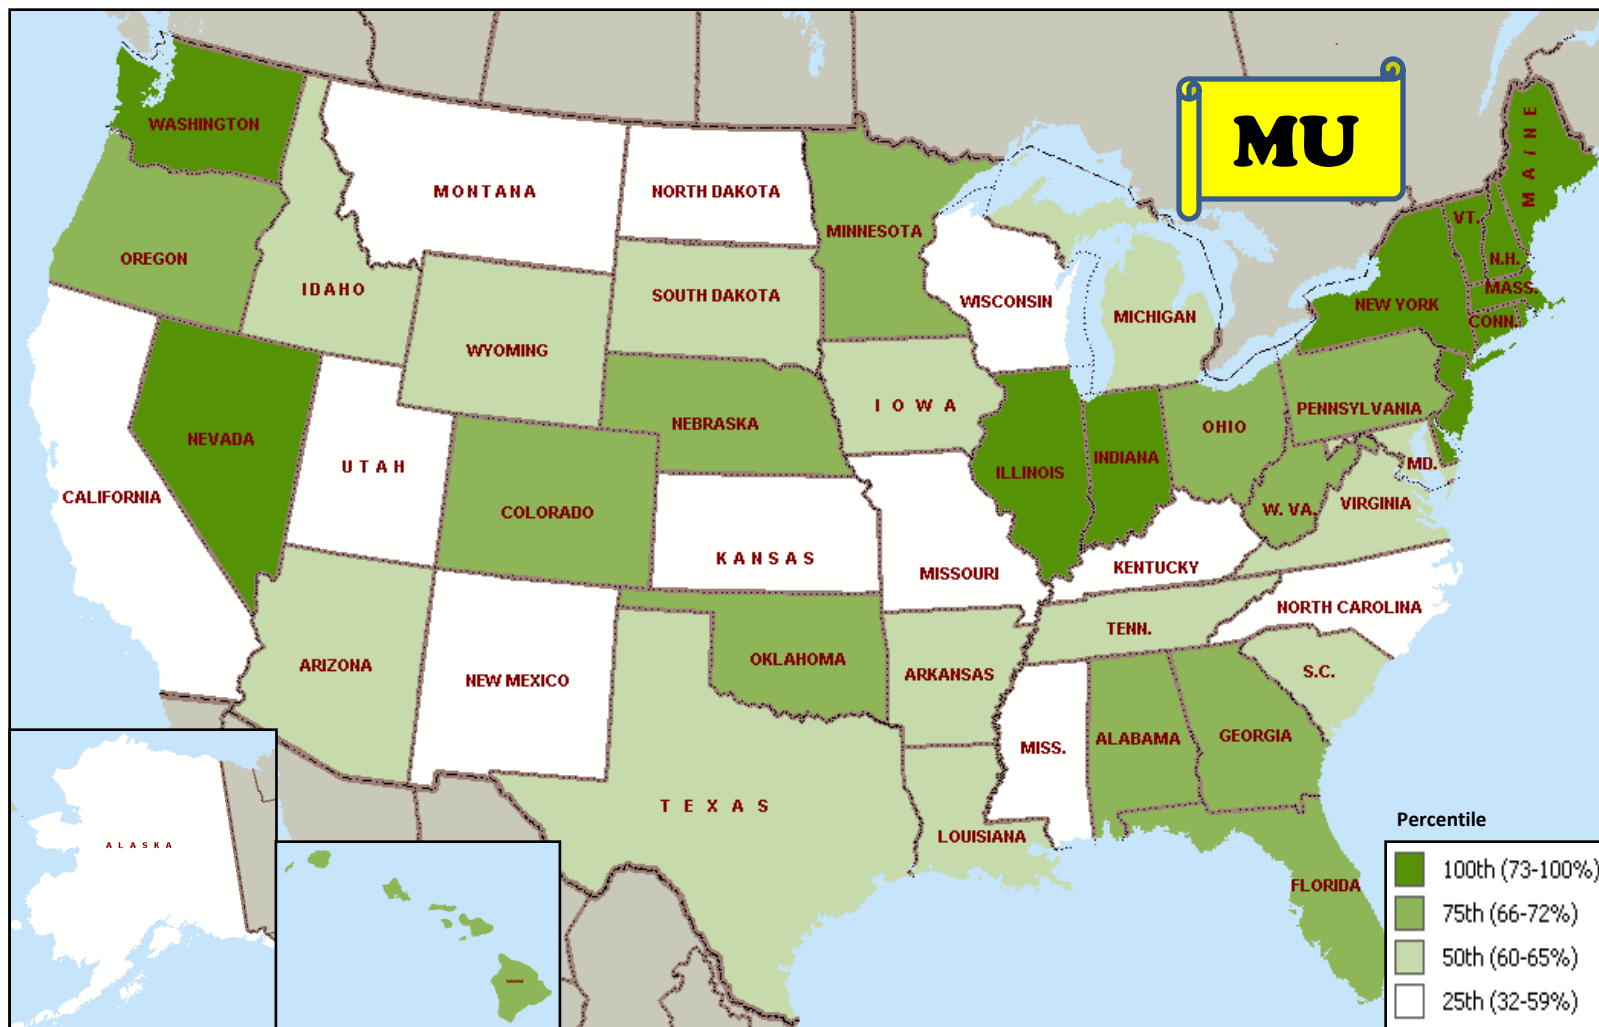 MU
WASHINGTON
MAINE
MONTANA
NORTH DAKOTA
VT.
MINNESOTA
OREGON
N.H.
IDAHO
SOUTH DAKOTA
MASS.
WISCONSIN
NEW YORK
MICHIGAN
CONN.
WYOMING
IOWA
PENNSYLVANIA
NEBRASKA
OHIO
NEVADA
UTAH
INDIANA
MD.
ILLINOIS
CALIFORNIA
VIRGINIA
COLORADO
W. VA.
KANSAS
KENTUCKY
MISSOURI
NORTH CAROLINA
TENN.
OKLAHOMA
ARIZONA
S.C.
ARKANSAS
NEW MEXICO
GEORGIA
ALABAMA
MISS.
TEXAS
LOUISIANA
ALASKA
FLORIDA
HAWAII
Percentile
100th (73-100%)
75th (66-72%)
50th (60-65%)
25th (32-59%)